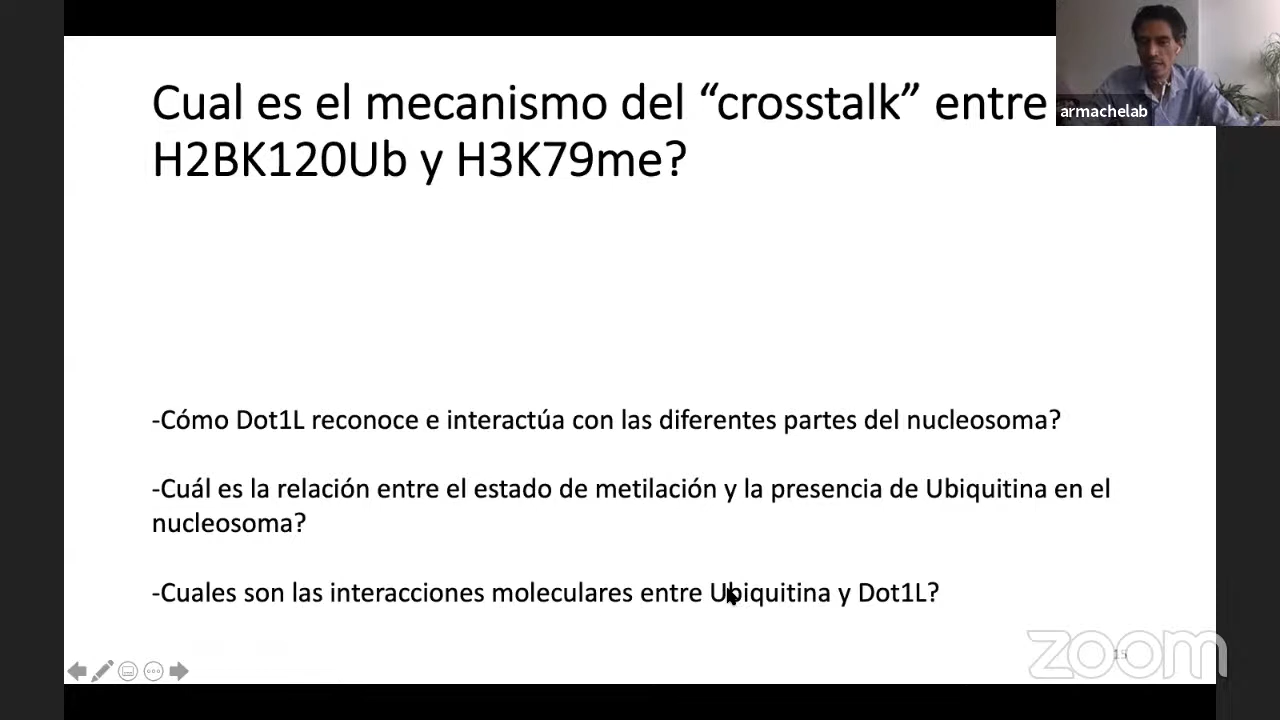 Cual es el mecanismo del “crosstalk” entre
H2BK120Ub y H3K79me?
armachelab
-Cómo Dot1L reconoce e interactúa con las diferentes partes del nucleosoma?
-Cuál es la relación entre el estado de metilación y la presencia de Ubiquitina en el
nucleosoma?
-Cuales son las interacciones moleculares entre Ubiquitina y Dot1L?
zoom
15